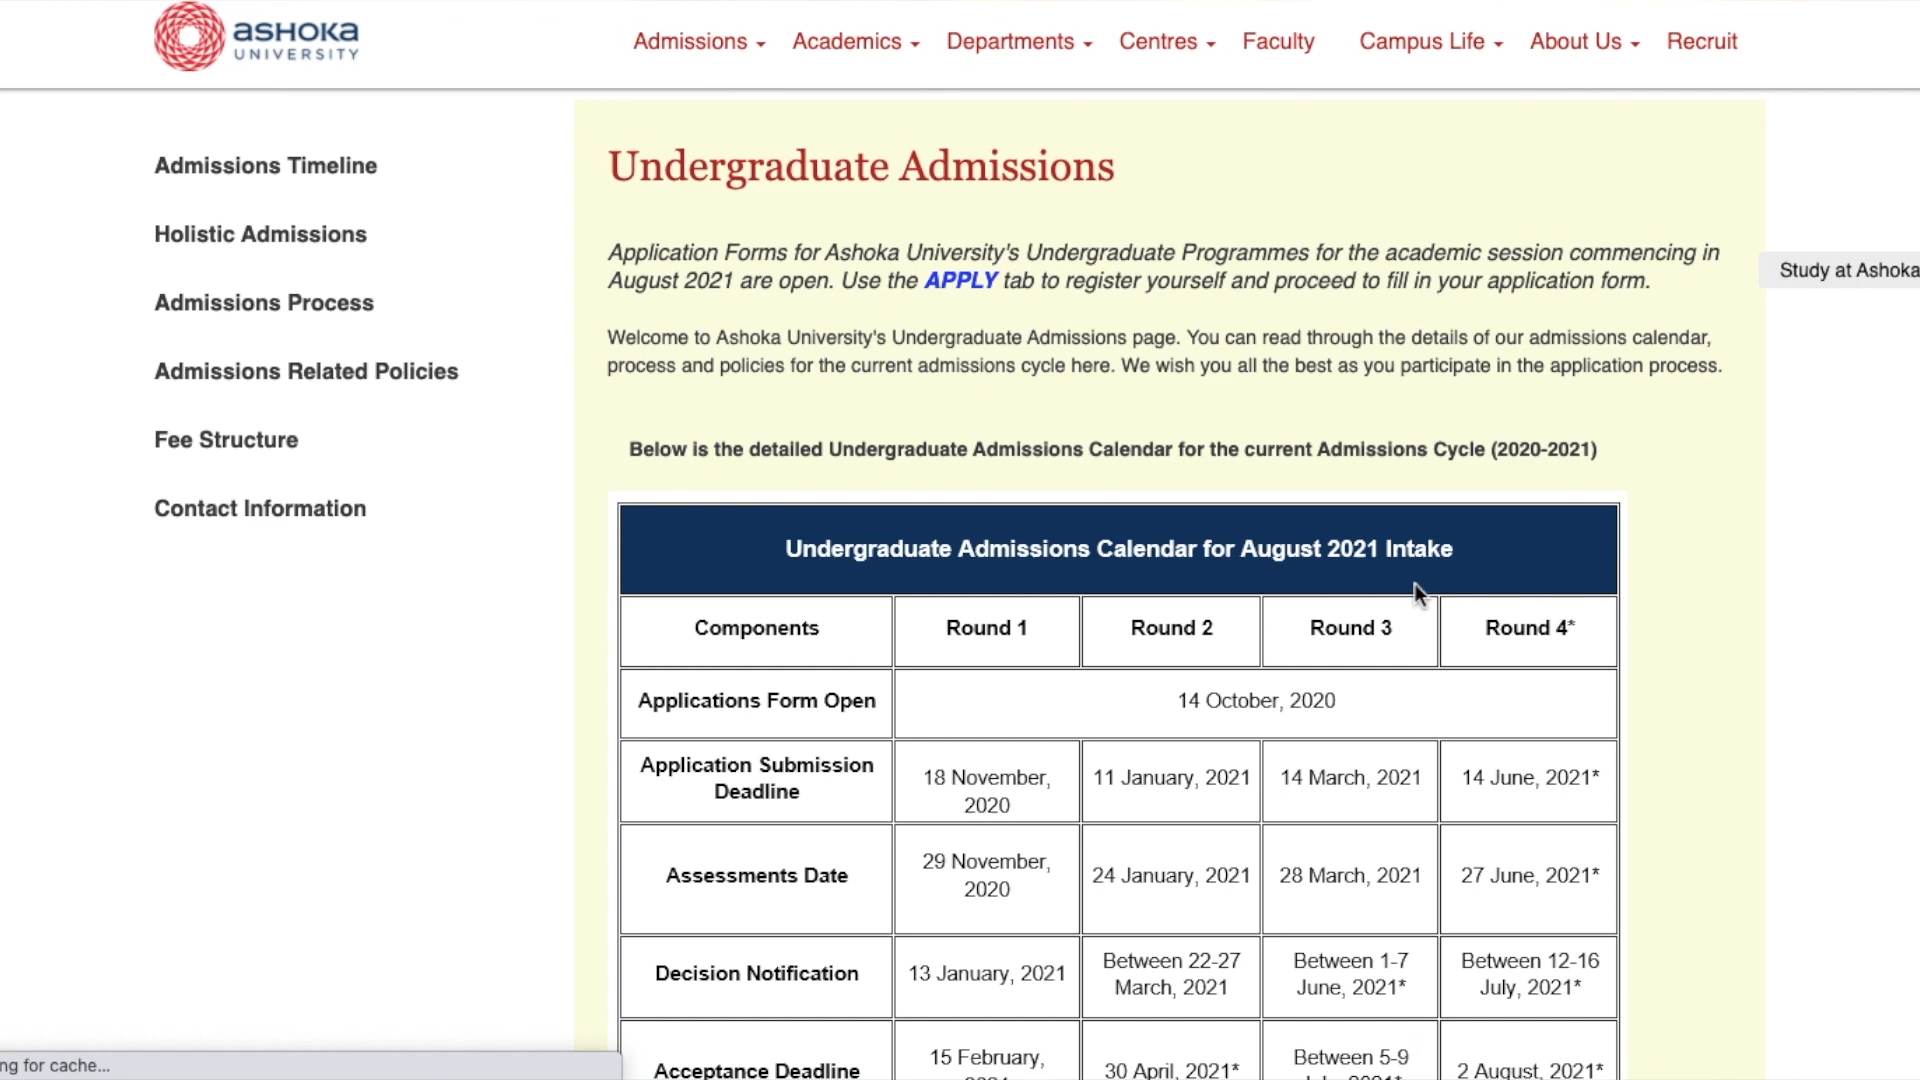 ASHOKA
UNIVERSITY
Admissions
Academics
Departments
Centres
Faculty
Campus Life
About Us
Recruit
Admissions Timeline
Holistic Admissions
Admissions Process
Admissions Related Policies
Fee Structure
Contact Information
Undergraduate Admissions
Application Forms for Ashoka University's Undergraduate Programmes for the academic session commencing in
August 2021 are open. Use the APPLY tab to register yourself and proceed to fill in your application form.
Study at Ashoka
Welcome to Ashoka University's Undergraduate Admissions page. You can read through the details of our admissions calendar,
process and policies for the current admissions cycle here. We wish you all the best as you participate in the application process.
Below is the detailed Undergraduate Admissions Calendar for the current Admissions Cycle (2020-2021)
Undergraduate Admissions Calendar for August 2021 Intake
Components
Round 1
Round 2
Round 3
Round 4*
Applications Form Open
14 October, 2020
Application Submission
Deadline
18 November,
2020
11 January, 2021
14 March, 2021
14 June, 2021*
Assessments Date
29 November,
2020
24 January, 2021
28 March, 2021
27 June, 2021*
Decision Notification
13 January, 2021
Between 22-27
March, 2021
Between 1-7
June, 2021*
Between 12-16
July, 2021*
Acceptance Deadline
15 February,
30 April, 2021*
Between 5-9
2 August, 2021*
ng for cache...